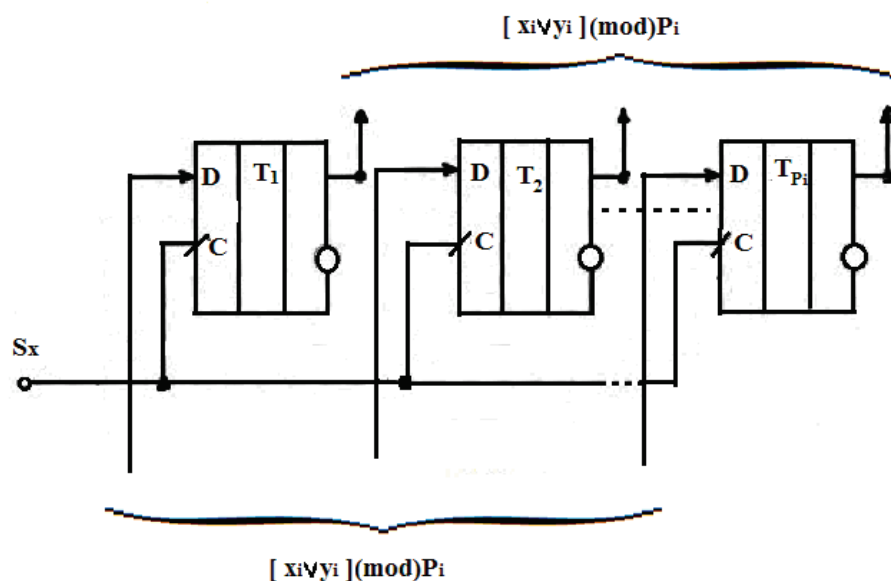 [ xi∨yi ](mod)Pi
D T1
D T2
D TPi
C
C
C
Sx
[ xi∨yi ](mod)Pi